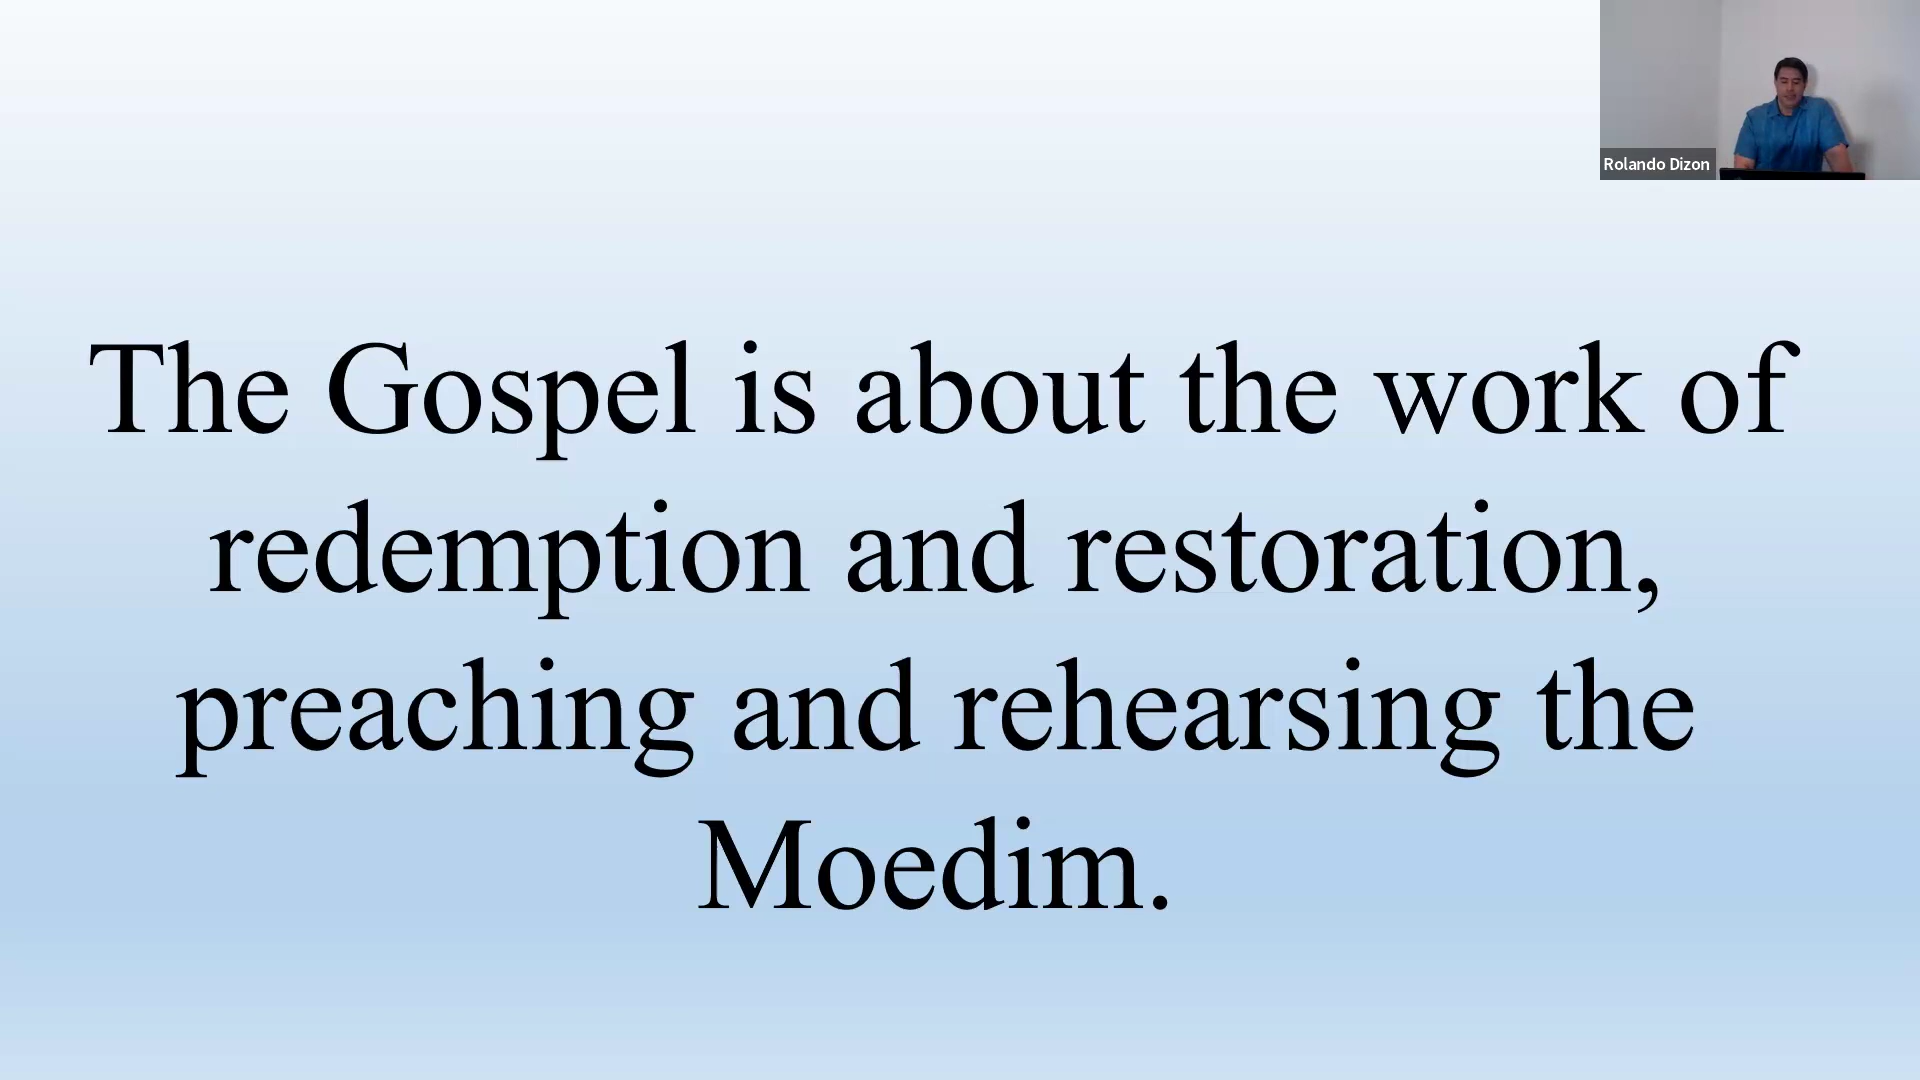 Rolando Dizon
The Gospel is about the work of
redemption and restoration,
preaching and rehearsing the
Moedim.